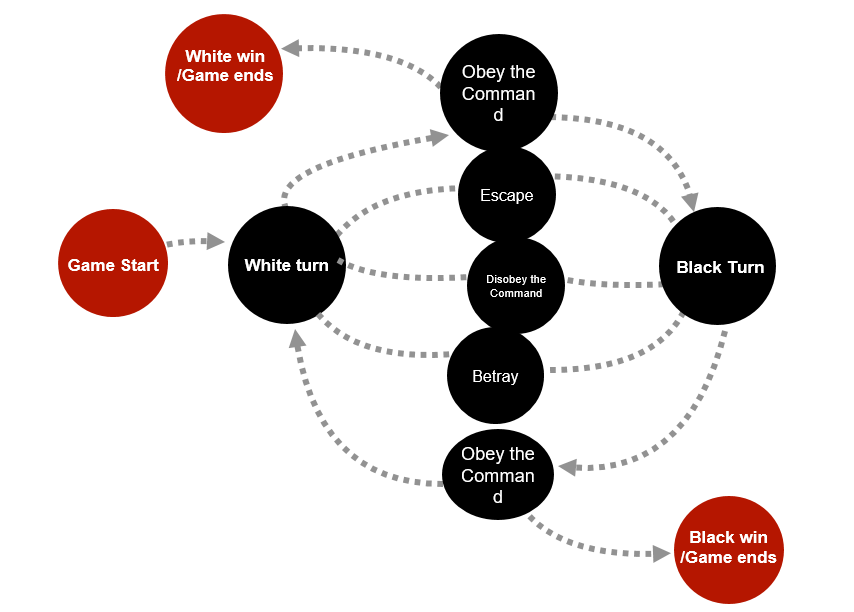 White win
/Game ends
Obey the
Comman
d
Escape
Game Start
White turn
Disobey the
Command
Black Turn
Betray
Obey the
Comman
d
Black win
/Game ends